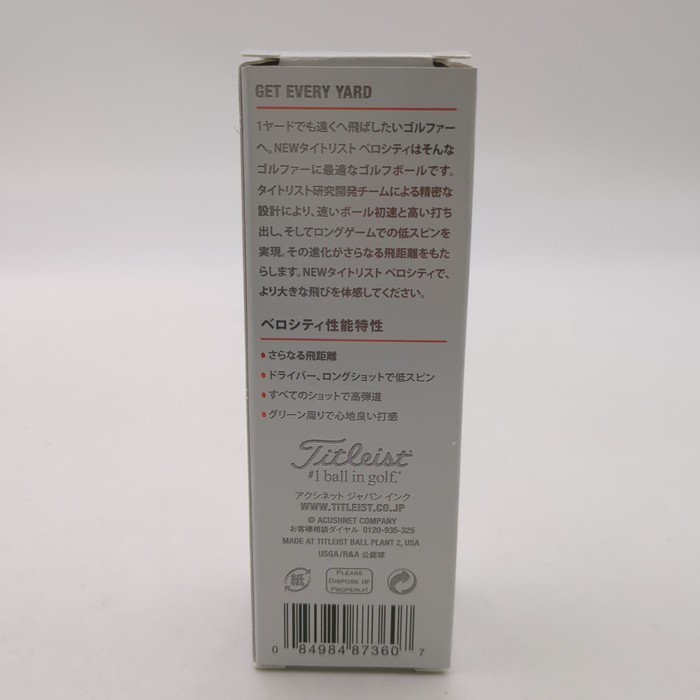 GET EVERY YARD
1ヤードでも遠くへ飛ばしたいゴルファー
へ。NEWタイトリスト ベロシティはそんな
ゴルファーに最適なゴルフボールです。
タイトリスト研究開発チームによる精密な
設計により、速いボール初速と高い打ち
出し、そしてロングゲームでの低スピンを
実現。その進化がさらなる飛距離をもた
らします。NEWタイトリスト ベロシティで、
より大きな飛びを体感してください。
ベロシティ性能特性
•さらなる飛距離
•ドライバー、ロングショットで低スピン
•すべてのショットで高弾道
•グリーン周りで心地良い打感
Titleist
#1 ball in golf.®
アクシネット ジャパン インク
WWW.TITLEIST.CO.JP
© ACUSHNET COMPANY
お客様相談ダイヤル 0120-935-325
MADE AT TITLEIST BALL PLANT 2, USA
USGA/R&A 公認球
紙
PLEASE
DISPOSE OF
PROPERLY!
0 84984 87360 7